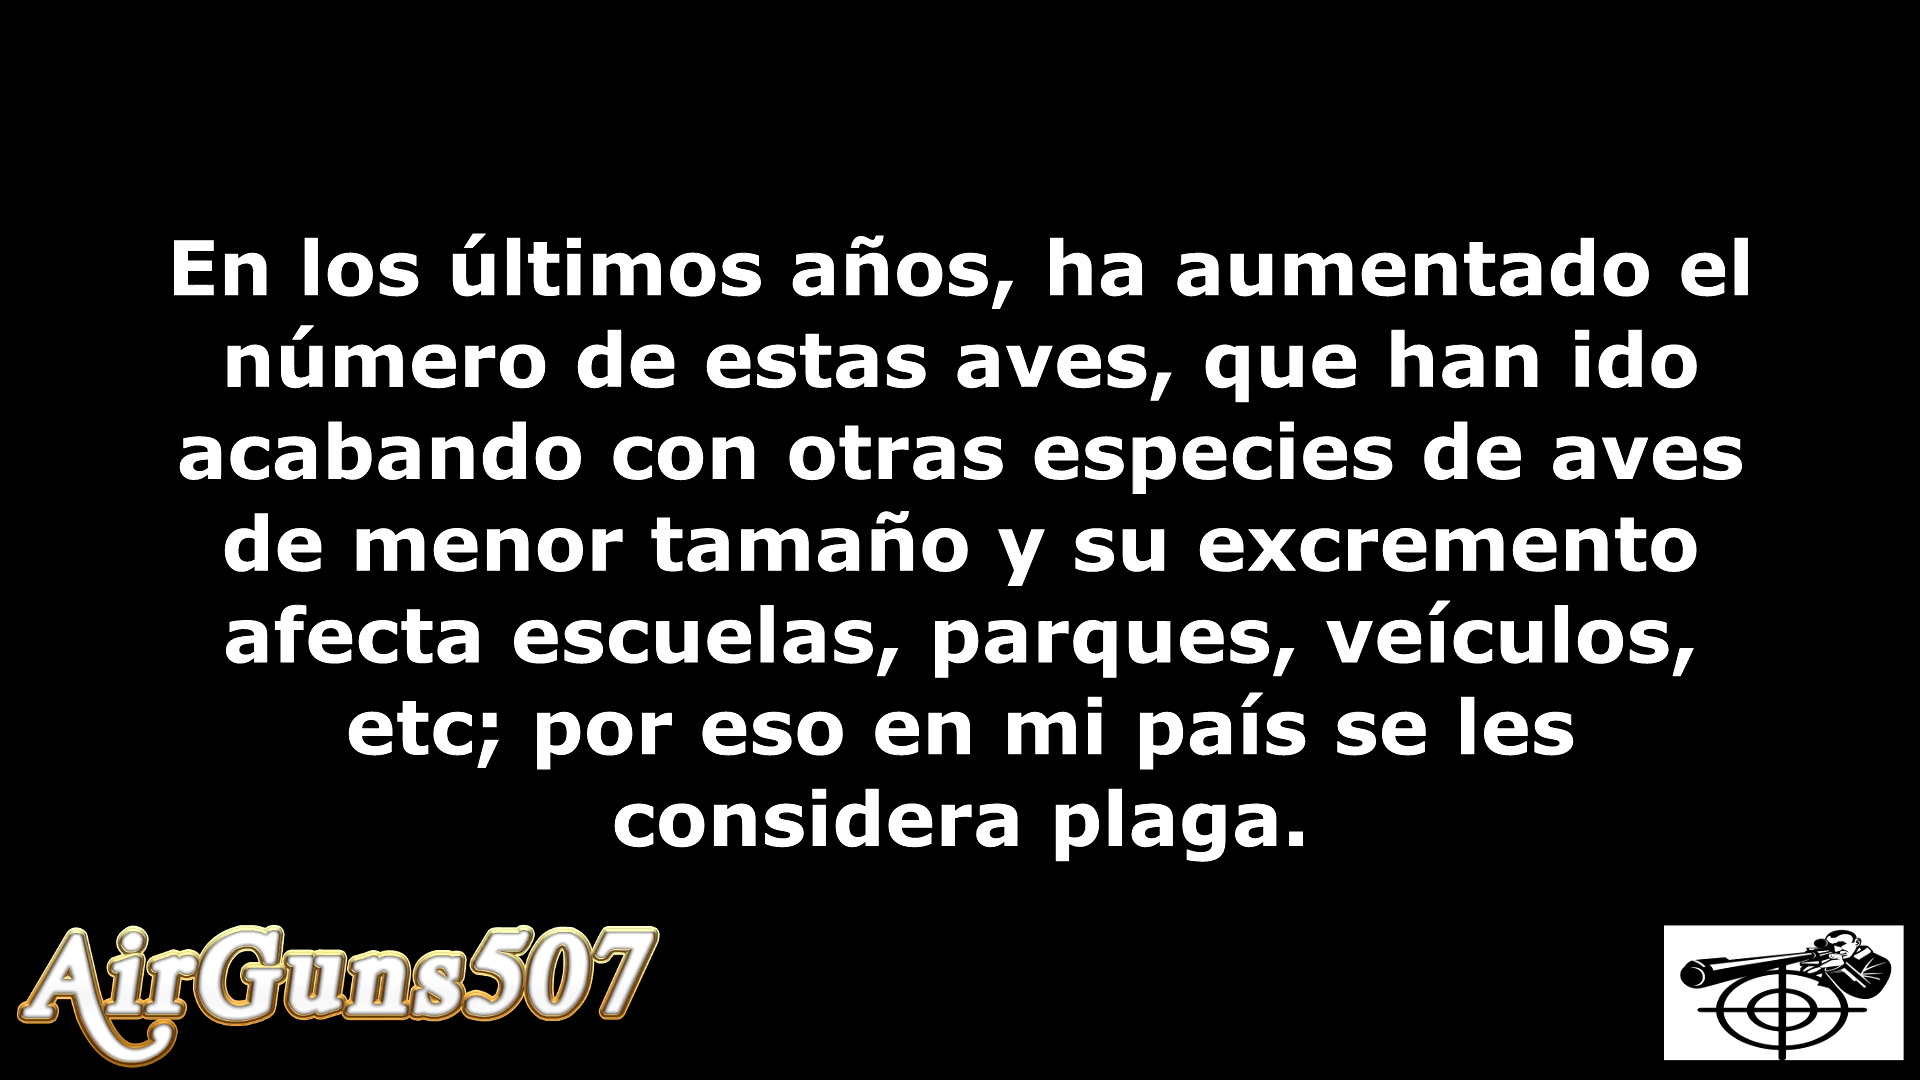 En los últimos años, ha aumentado el
número de estas aves, que han ido
acabando con otras especies de aves
de menor tamaño y su excremento
afecta escuelas, parques, veículos,
etc; por eso en mi país se les
considera plaga.
AirGuns507